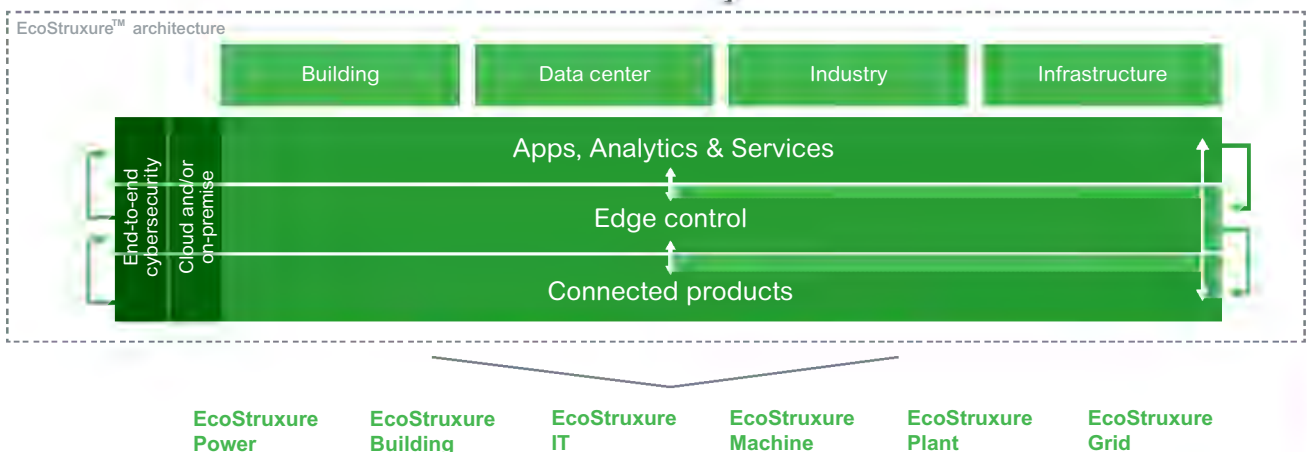 EcoStruxure™ architecture
Building
Data center
Industry
Infrastructure
End-to-end
cybersecurity
Cloud and/or
on-premise
Apps, Analytics & Services
Edge control
Connected products
EcoStruxure
Power
EcoStruxure
Building
EcoStruxure
IT
EcoStruxure
Machine
EcoStruxure
Plant
EcoStruxure
Grid